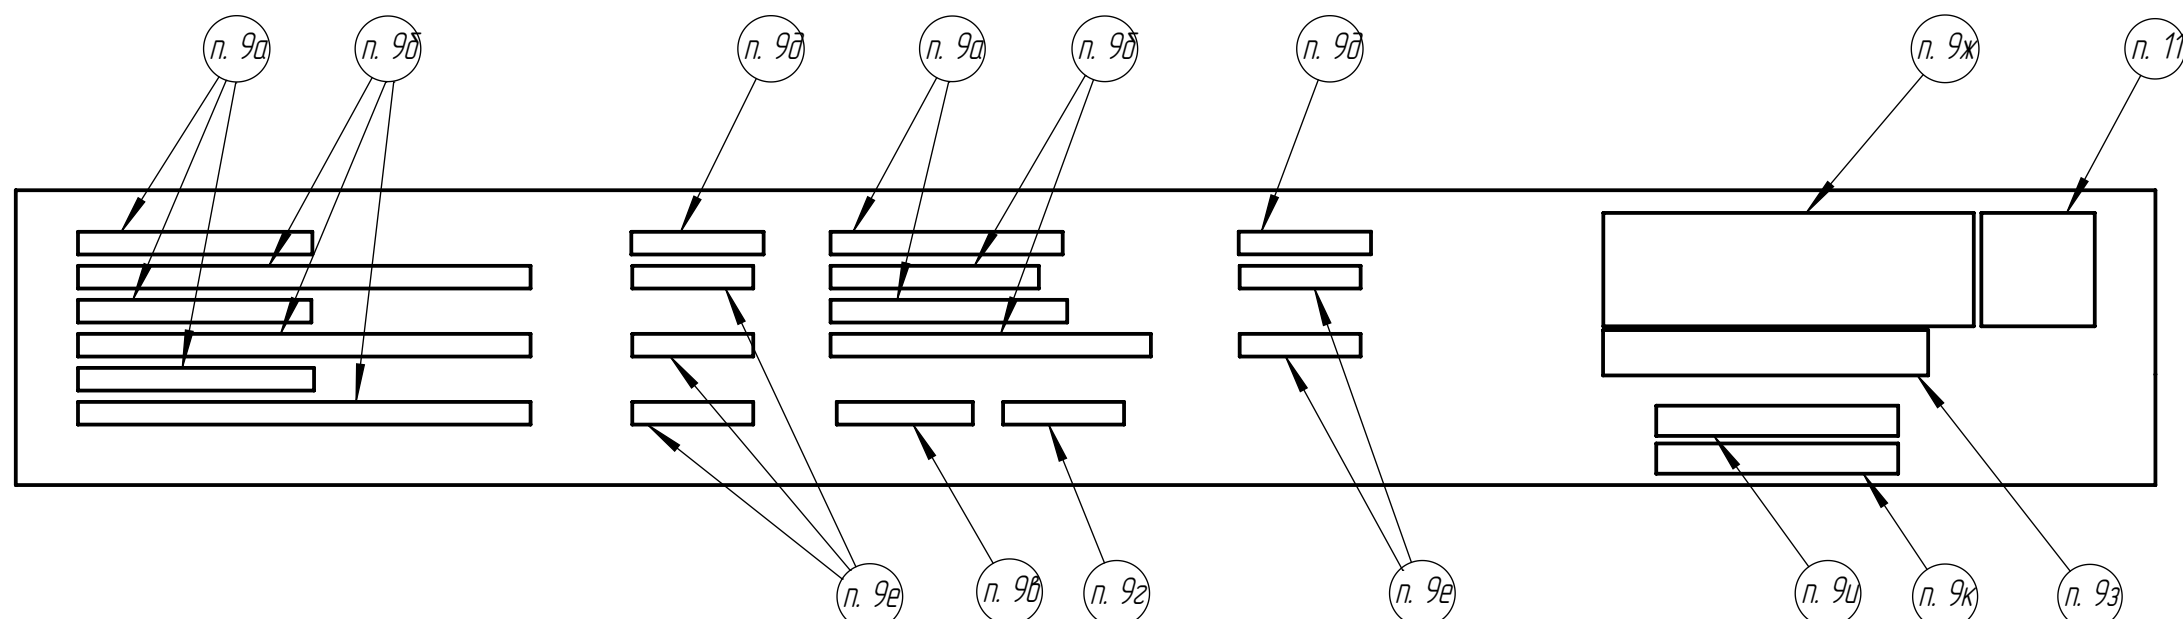 п. 9а
п. 9б
п. 9д
п. 9а
п. 9б
п. 9д
п. 9ж
п. 11
п. 9е
п. 9в
п. 9г
п. 9е
п. 9и
п. 9к
п. 9з